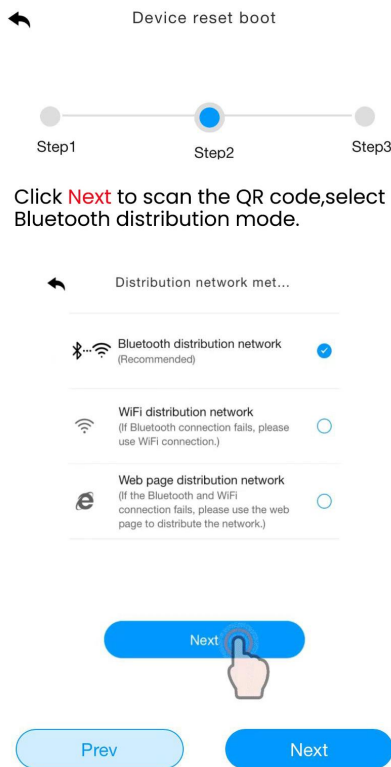 Device reset boot
Step1
Step2
Step3
Click Next to scan the QR code,select
Bluetooth distribution mode.
Distribution network met...
Bluetooth distribution network
(Recommended)
WiFi distribution network
(If Bluetooth connection fails, please
use WiFi connection.)
Web page distribution network
(If the Bluetooth and WiFi
connection fails, please use the web
page to distribute the network.)
Next
Prev
Next